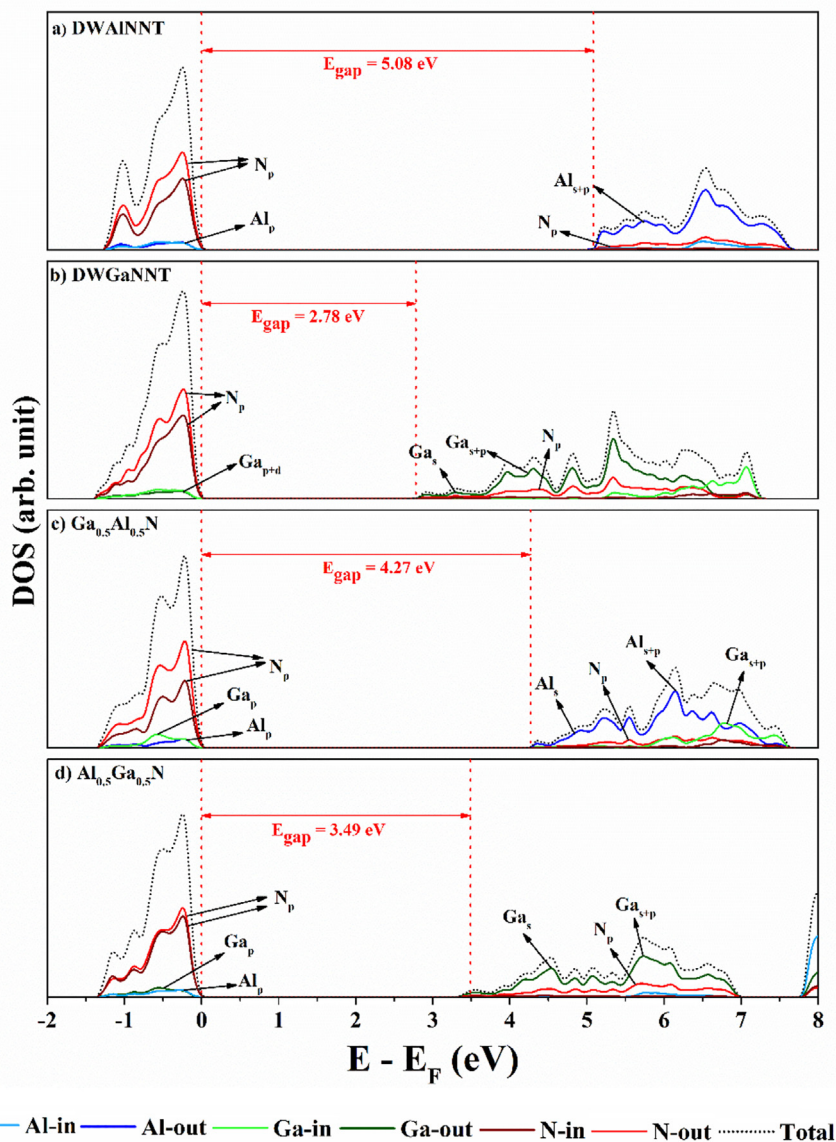 a) DWAlNNT
E_gap = 5.08 eV
N_p
Al_p
Al_s+p
N_p
b) DWGaNNT
E_gap = 2.78 eV
N_p
Ga_p+d
Ga_s
Ga_s+p
N_p
c) Ga_0.5Al_0.5N
E_gap = 4.27 eV
N_p
Ga_p
Al_p
Al_s
N_p
Al_s+p
Ga_s+p
d) Al_0.5Ga_0.5N
E_gap = 3.49 eV
N_p
Ga_p
Al_p
Ga_s
N_p
Ga_s+p
DOS (arb. unit)
-2 -1 0 1 2 3 4 5 6 7 8
E - E_F (eV)
Al-in Al-out Ga-in Ga-out N-in N-out Total